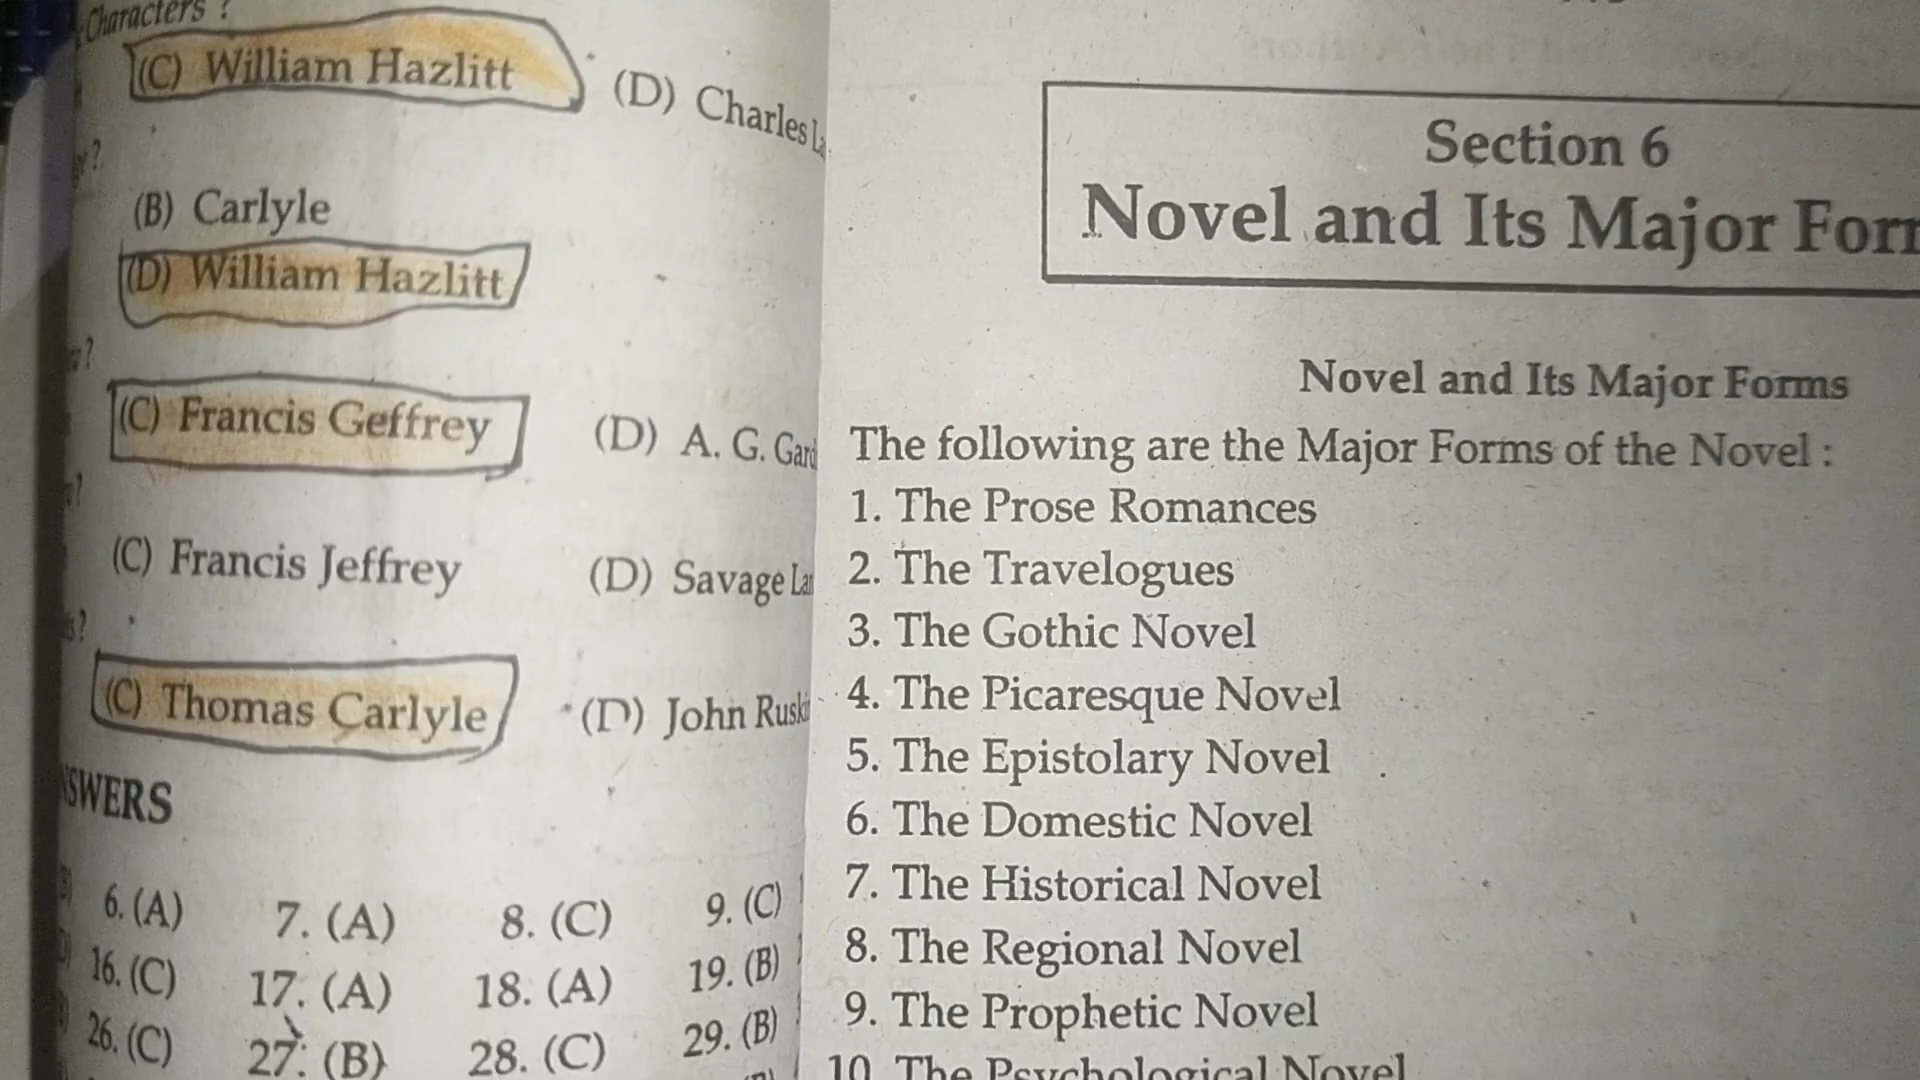 Characters ?
(C) William Hazlitt (D) Charles
(B) Carlyle
(D) William Hazlitt
(C) Francis Geffrey (D) A. G.
(C) Francis Jeffrey (D) Savage
(C) Thomas Carlyle (D) John
6. (A) 7. (A) 8. (C) 9. (C)
16. (C) 17. (A) 18. (A) 19. (B)
26. (C) 27. (B) 28. (C) 29. (B)
Section 6
Novel and Its Major
Novel and Its Major Forms
The following are the Major Forms of the Novel :
1. The Prose Romances
2. The Travelogues
3. The Gothic Novel
4. The Picaresque Novel
5. The Epistolary Novel
6. The Domestic Novel
7. The Historical Novel
8. The Regional Novel
9. The Prophetic Novel
10. The Psychological Novel